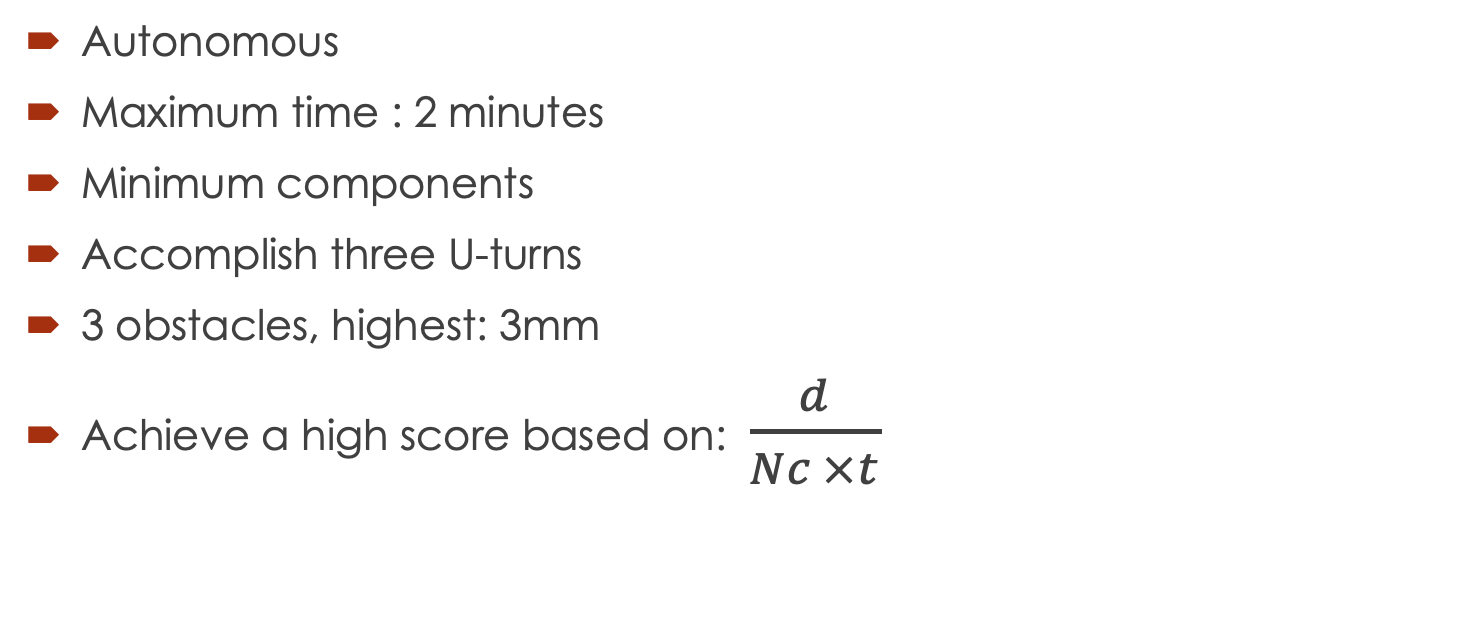 Autonomous
Maximum time : 2 minutes
Minimum components
Accomplish three U-turns
3 obstacles, highest: 3mm
Achieve a high score based on: d / Nc ×t